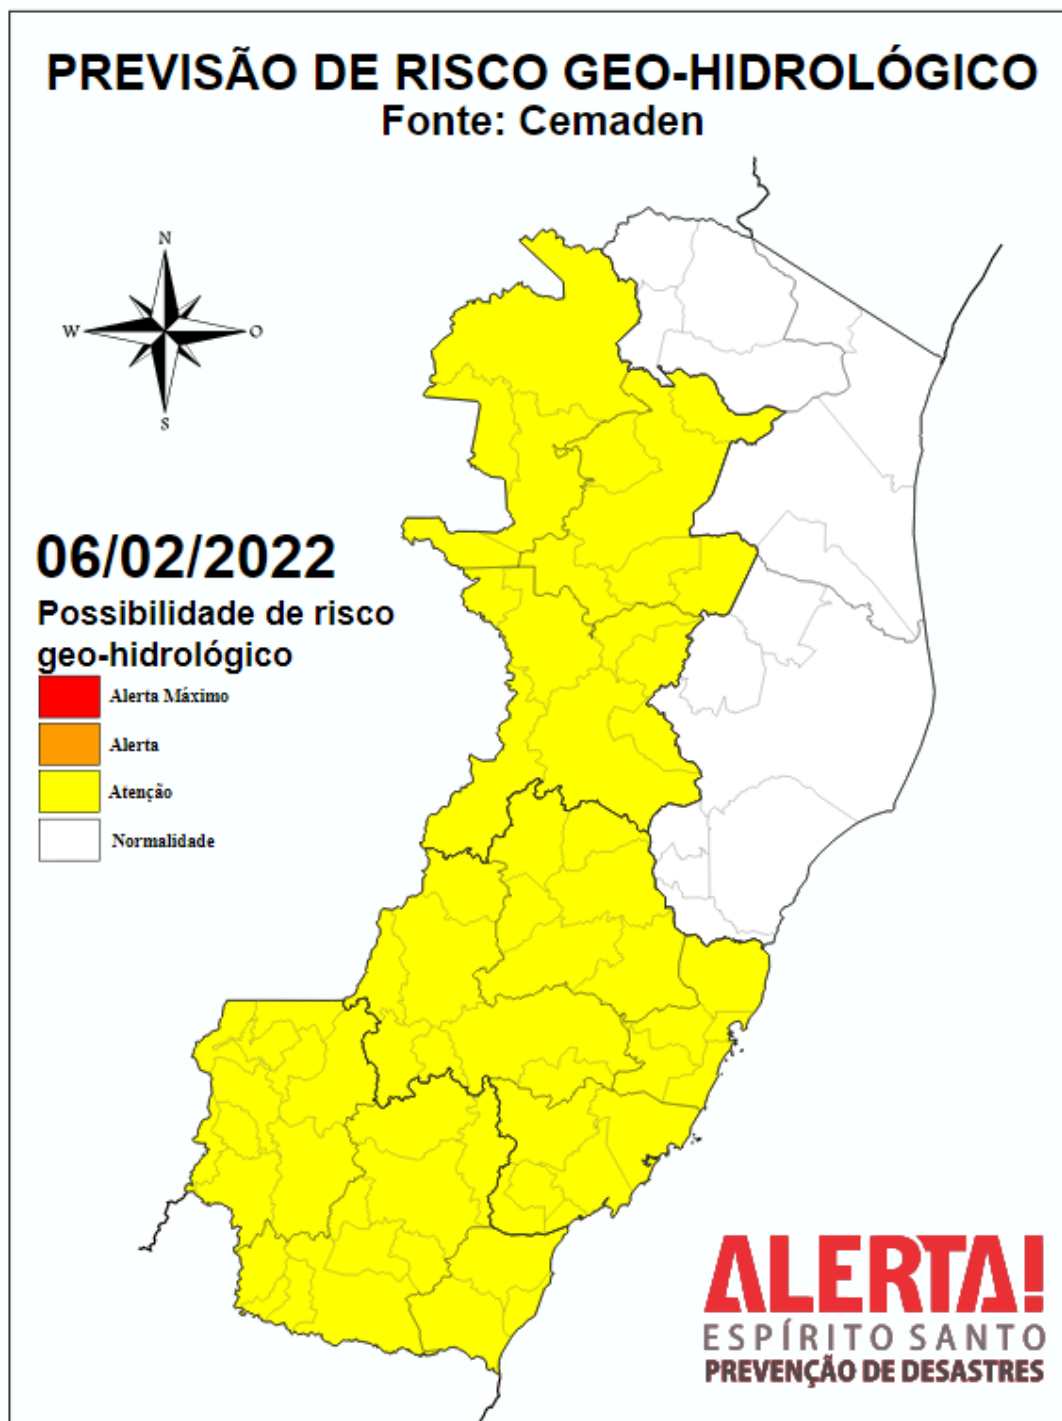 PREVISÃO DE RISCO GEO-HIDROLÓGICO
Fonte: Cemaden
N
W
O
S
06/02/2022
Possibilidade de risco
geo-hidrológico
Alerta Máximo
Alerta
Atenção
Normalidade
ALERTA!
ESPÍRITO SANTO
PREVENÇÃO DE DESASTRES